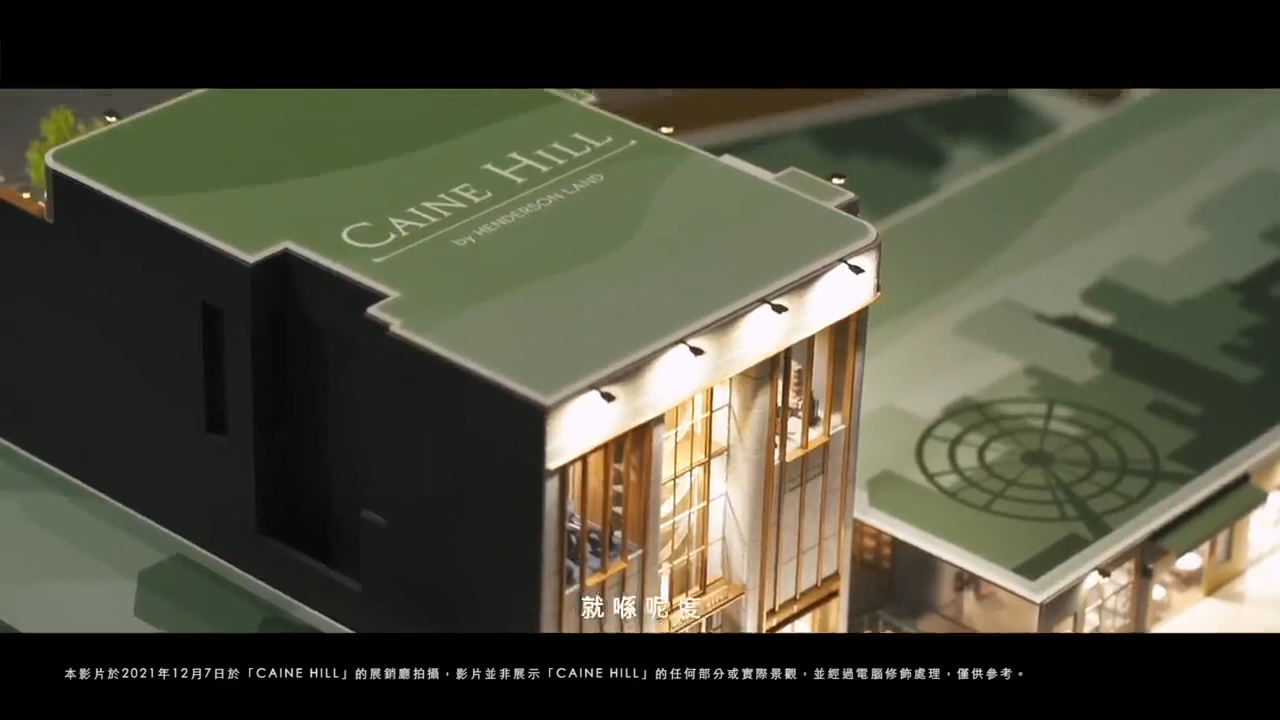 CAINE HILL
by HENDERSON LAND
就喺呢度
本影片於2021年12月7日於「CAINE HILL」的展銷廳拍攝，影片並非展示「CAINE HILL」的任何部分或實際景觀，並經過電腦修飾處理，僅供參考。